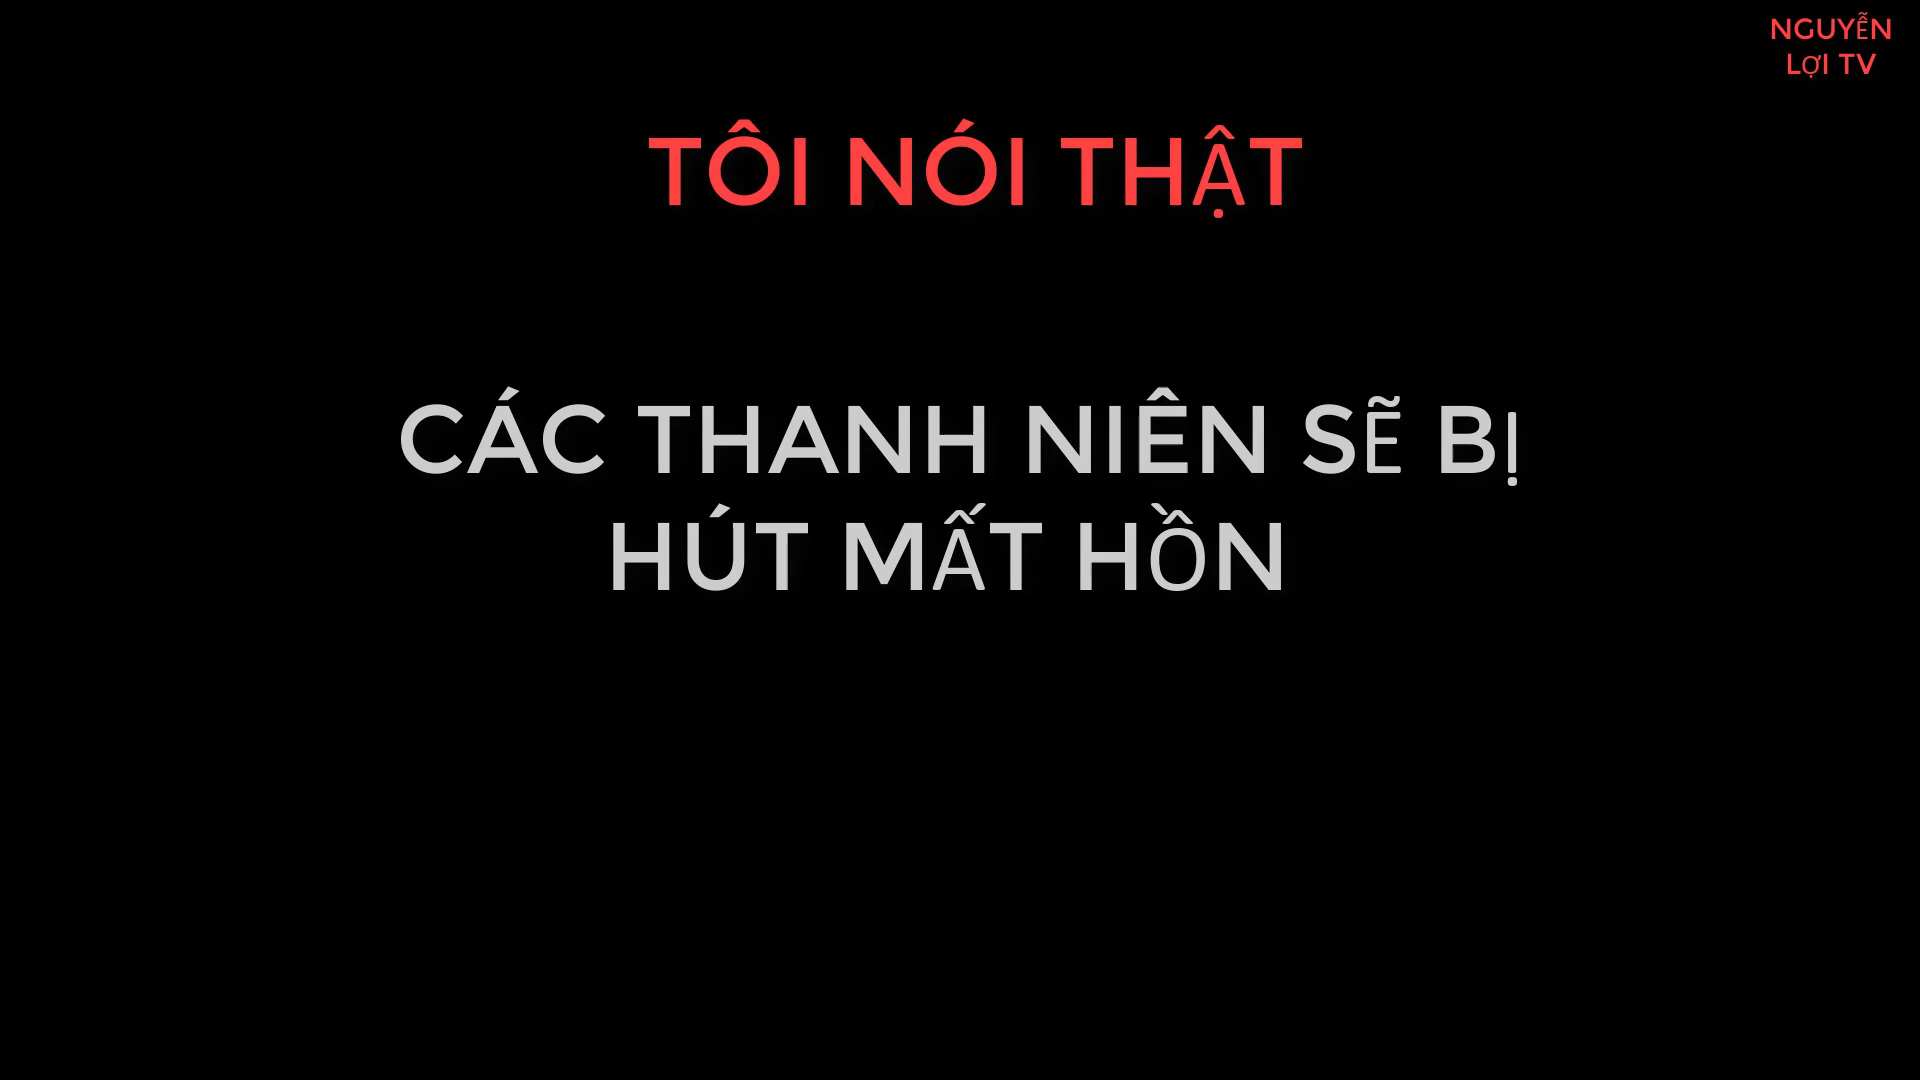 NGUYỄN
LỢI TV
TÔI NÓI THẬT
CÁC THANH NIÊN SẼ BỊ
HÚT MẤT HỒN